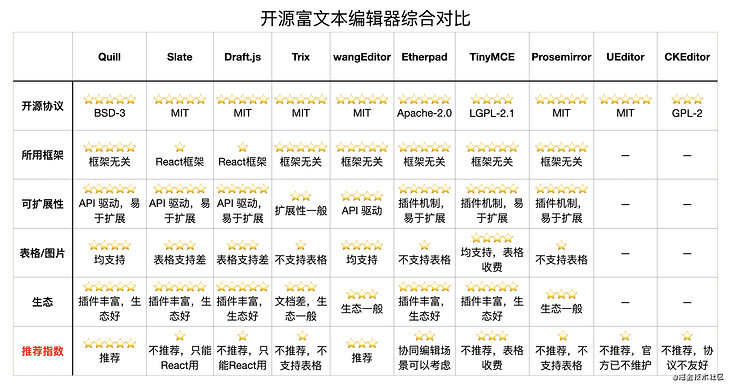 开源富文本编辑器综合对比
Quill Slate Draft.js Trix wangEditor Etherpad TinyMCE Prosemirror UEditor CKEditor
开源协议 BSD-3 MIT MIT MIT MIT Apache-2.0 LGPL-2.1 MIT MIT GPL-2
所用框架 框架无关 React框架 React框架 框架无关 框架无关 框架无关 框架无关 框架无关 — —
可扩展性 API 驱动，易于扩展 API 驱动，易于扩展 API 驱动，易于扩展 扩展性一般 API 驱动 插件机制，易于扩展 插件机制，易于扩展 插件机制，易于扩展 — —
表格/图片 均支持 表格支持差 表格支持差 不支持表格 均支持 不支持表格 均支持，表格收费 不支持表格 — —
生态 插件丰富，生态好 插件丰富，生态好 插件丰富，生态好 文档差，生态一般 生态一般 插件丰富，生态好 插件丰富，生态好 生态一般 — —
推荐指数 推荐 不推荐，只能React用 不推荐，只能React用 不推荐，不支持表格 推荐 协同编辑场景可以考虑 不推荐，表格收费 不推荐，不支持表格 不推荐，官方已不维护 不推荐，协议不友好
@稀土掘金技术社区